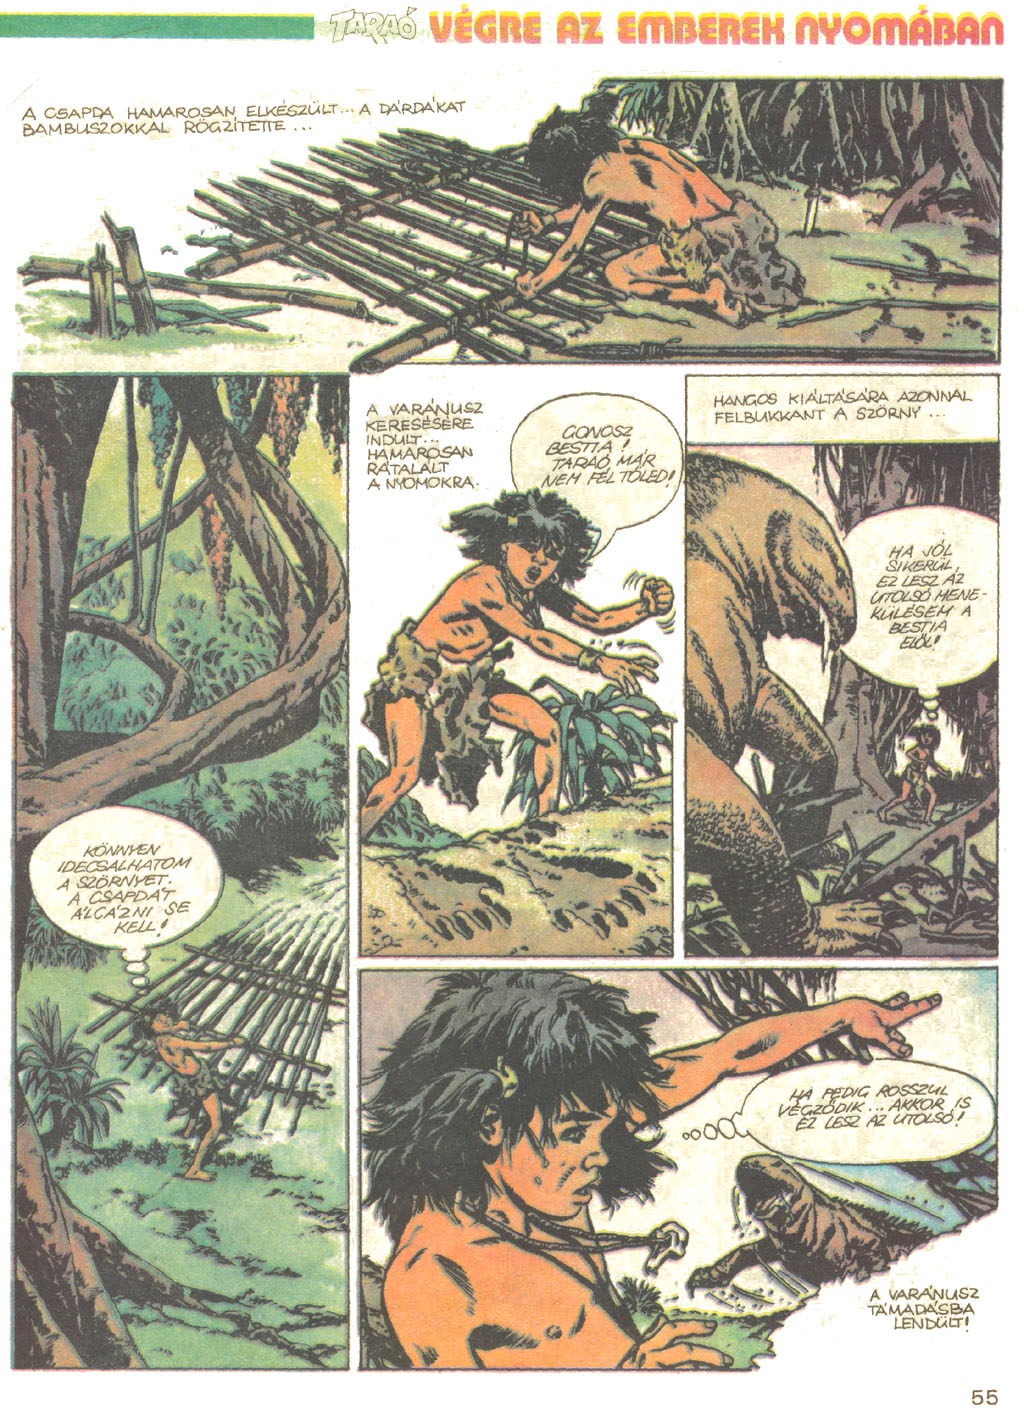 TARAÓ VÉGRE AZ EMBEREK NYOMÁBAN
A CSAPDA HAMAROSAN ELKÉSZÜLT... A DÁRDÁKAT
BAMBUSZOKKAL RÖGZÍTETTE...
A VARÁNUSZ
KERESÉSÉRE
INDULT...
HAMAROSAN
RÁTALÁLT
A NYOMOKRA.
GONOSZ
BESTIA!
TARAÓ MÁR
NEM FÉL TŐLED!
HANGOS KIÁLTÁSÁRA AZONNAL
FELBUKKANT A SZÖRNY...
HA JÓL
SIKERÜL,
EZ LESZ AZ
UTOLSÓ MENE-
KÜLÉSEM A
BESTIA
ELŐL!
KÖNNYEN
IDECSALHATOM
A SZÖRNYET.
A CSAPDÁT
ÁLCÁZNI SE
KELL!
HA PEDIG ROSSZUL
VÉGZŐDIK... AKKOR IS
EZ LESZ AZ UTOLSÓ!
A VARÁNUSZ
TÁMADÁSBA
LENDÜLT!
55